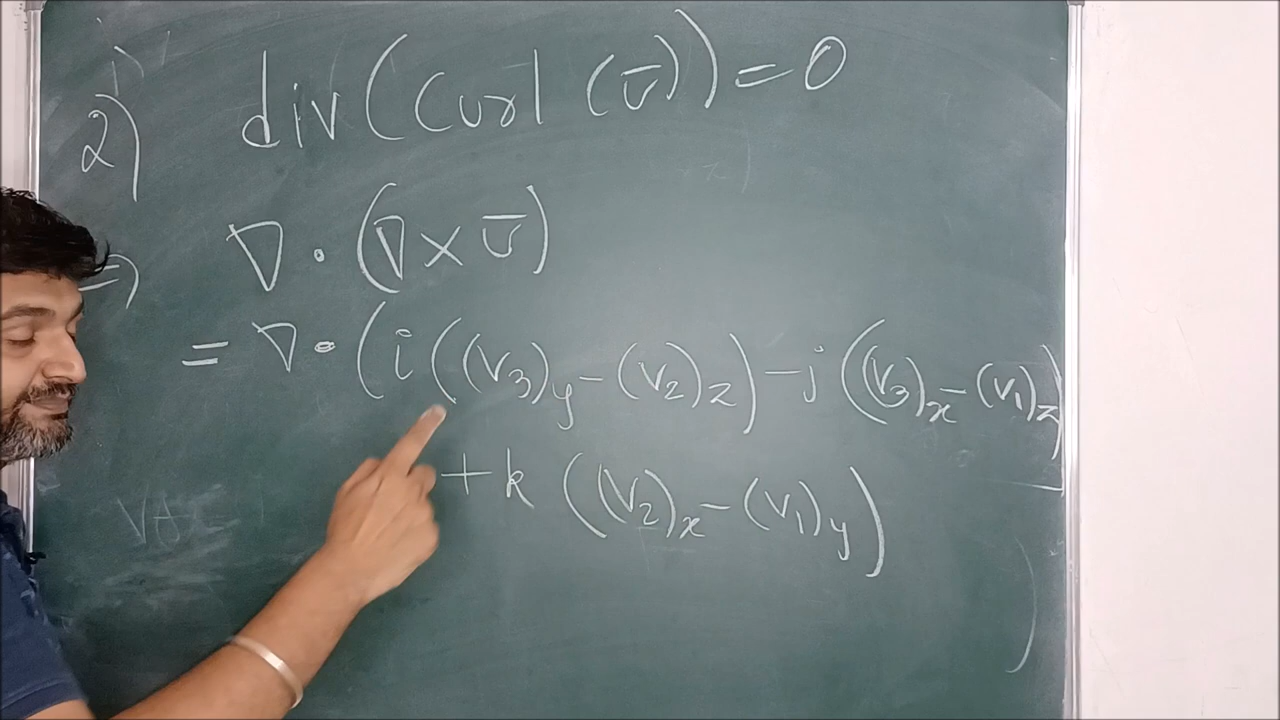 2) div(Curl (v̄)) = 0
=) ∇ · (∇ × v̄)
= ∇ · (i((V₃)y - (V₂)z) - j((V₃)x - (V₁)z)
+ k((V₂)x - (V₁)y))